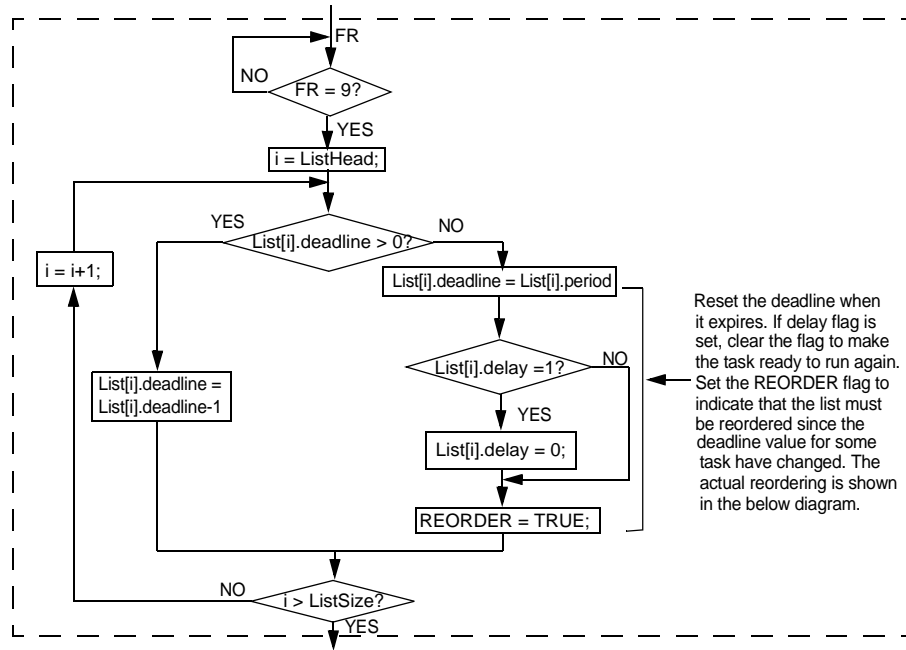 FR
NO
FR = 9?
YES
i = ListHead;
YES
NO
List[i].deadline > 0?
i = i+1;
List[i].deadline = List[i].period
Reset the deadline when
it expires. If delay flag is
set, clear the flag to make
the task ready to run again.
Set the REORDER flag to
indicate that the list must
be reordered since the
deadline value for some
task have changed. The
actual reordering is shown
in the below diagram.
List[i].delay =1?
NO
List[i].deadline =
List[i].deadline-1
YES
List[i].delay = 0;
REORDER = TRUE;
NO
i > ListSize?
YES